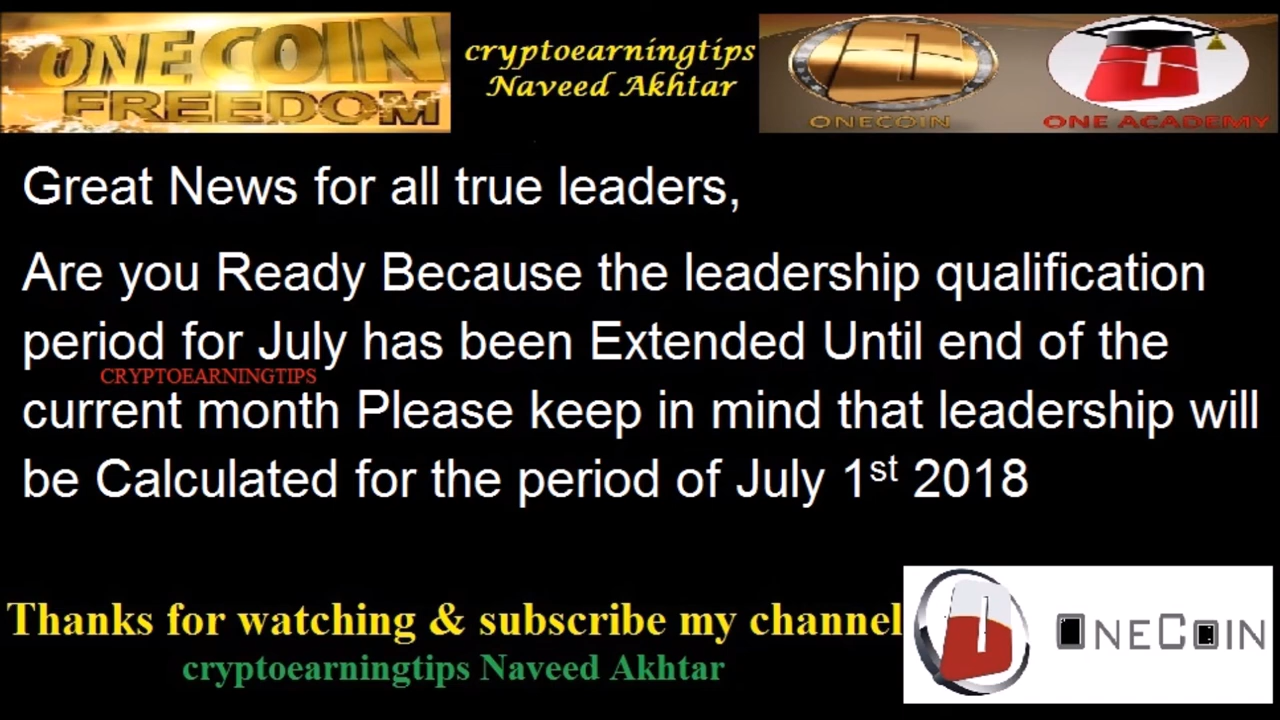 ONE COIN
FREEDOM
cryptoearningtips
Naveed Akhtar
ONECOIN
ONE ACADEMY
Great News for all true leaders,
Are you Ready Because the leadership qualification
period for July has been Extended Until end of the
CRYPTOEARNINGTIPS
current month Please keep in mind that leadership will
be Calculated for the period of July 1st 2018
Thanks for watching & subscribe my channel
cryptoearningtips Naveed Akhtar
ONECOIN